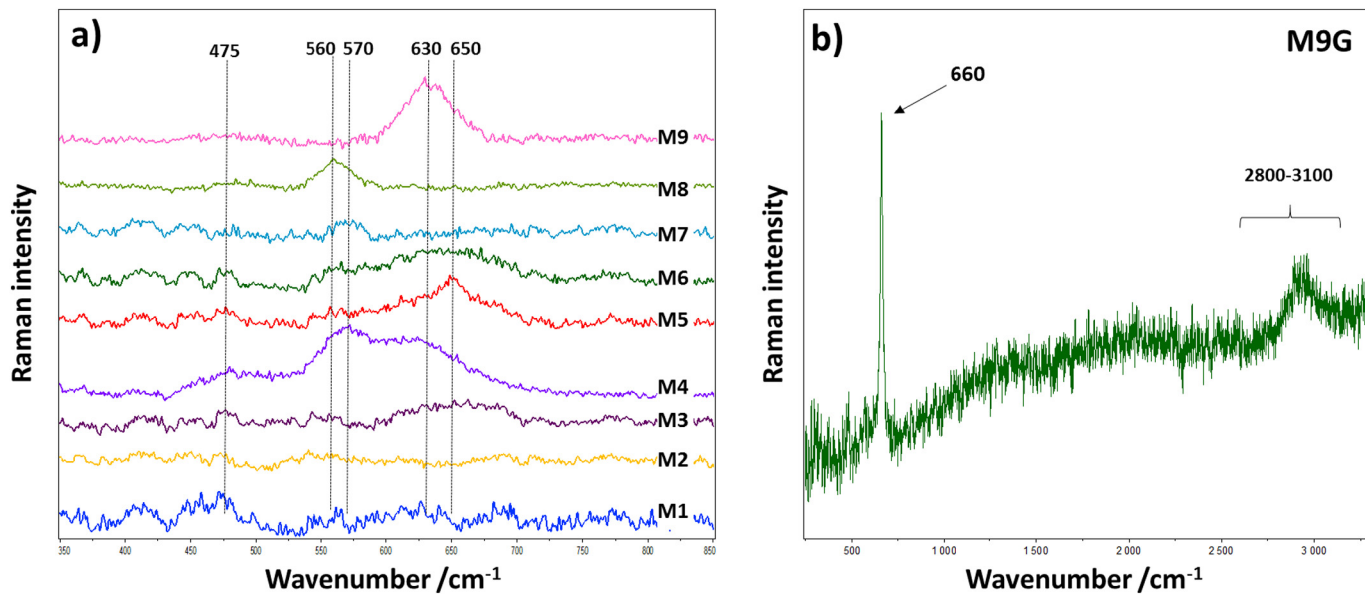 a)
475 560 570 630 650
M9
M8
M7
M6
M5
M4
M3
M2
M1
Raman intensity
350 400 450 500 550 600 650 700 750 800 850
Wavenumber /cm⁻¹
b)
M9G
660
2800-3100
Raman intensity
500 1 000 1 500 2 000 2 500 3 000
Wavenumber /cm⁻¹